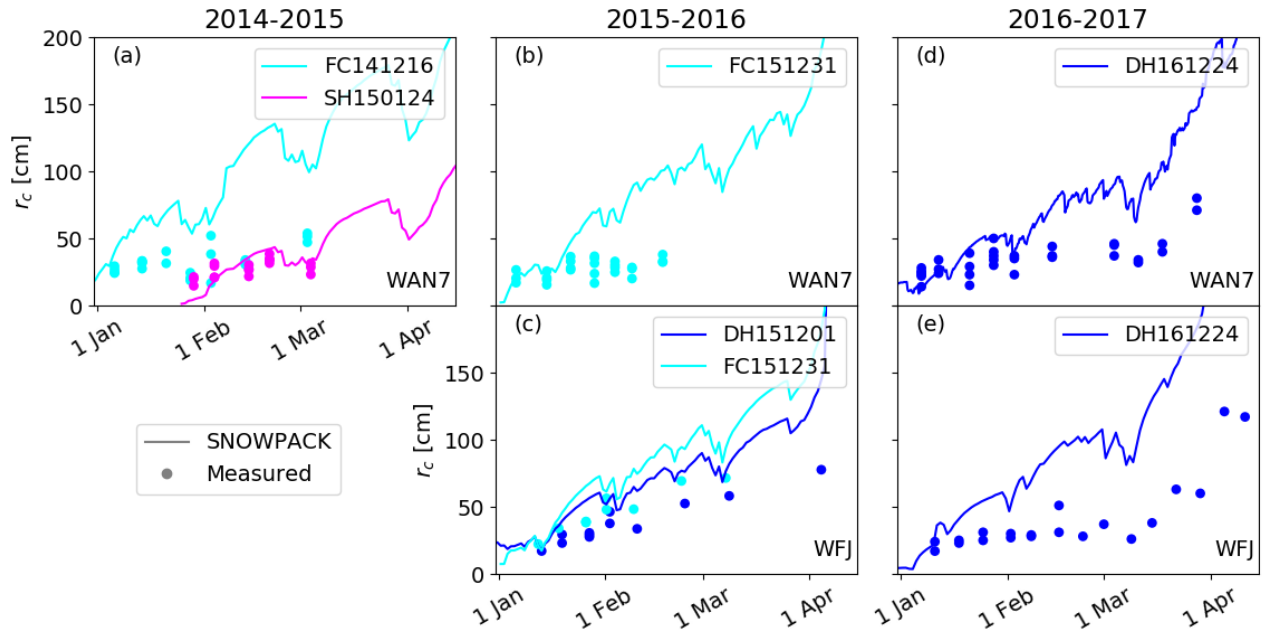 2014-2015
2015-2016
2016-2017
(a)
FC141216
SH150124
WAN7
r_c [cm]
200
150
100
50
0
1 Jan
1 Feb
1 Mar
1 Apr
(b)
FC151231
WAN7
(d)
DH161224
WAN7
(c)
DH151201
FC151231
WFJ
r_c [cm]
150
100
50
0
1 Jan
1 Feb
1 Mar
1 Apr
(e)
DH161224
WFJ
1 Jan
1 Feb
1 Mar
1 Apr
SNOWPACK
Measured